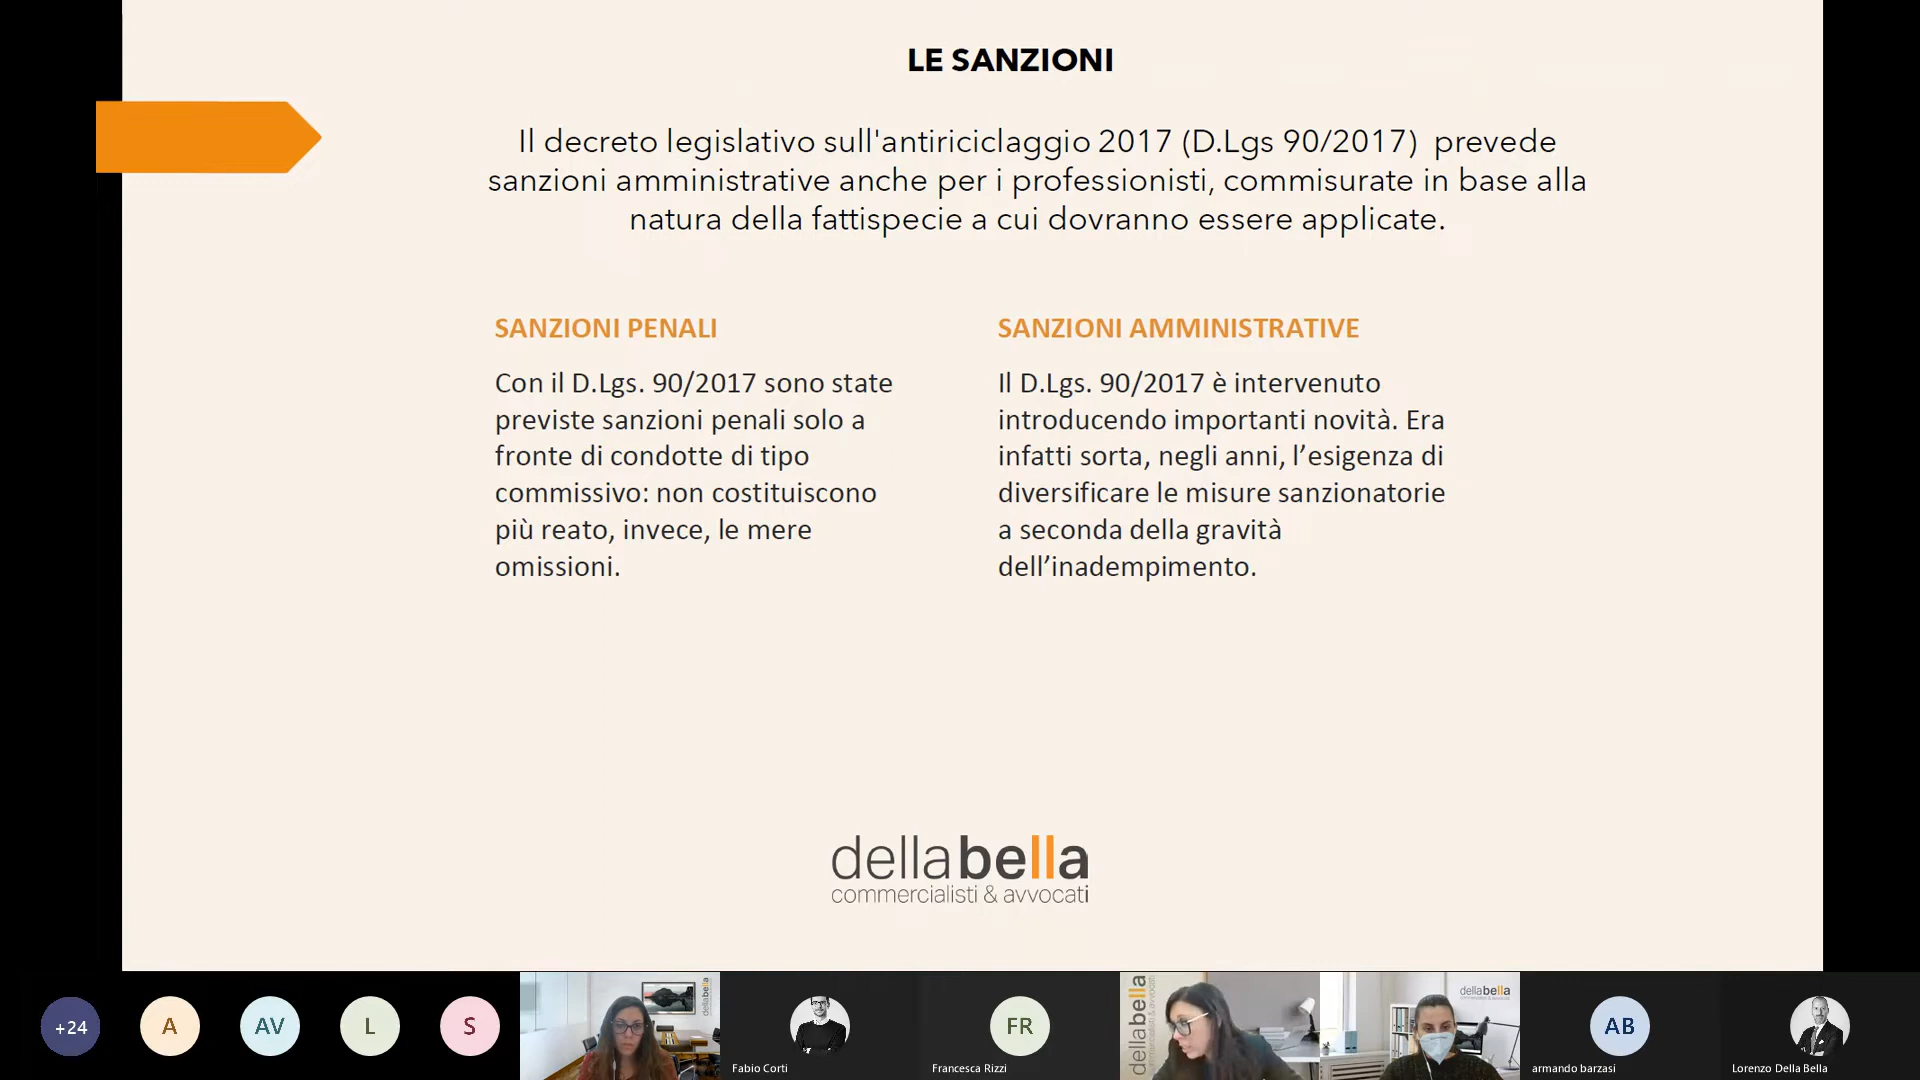 LE SANZIONI
Il decreto legislativo sull'antiriciclaggio 2017 (D.Lgs 90/2017) prevede
sanzioni amministrative anche per i professionisti, commisurate in base alla
natura della fattispecie a cui dovranno essere applicate.
SANZIONI PENALI
Con il D.Lgs. 90/2017 sono state
previste sanzioni penali solo a
fronte di condotte di tipo
commissivo: non costituiscono
più reato, invece, le mere
omissioni.
SANZIONI AMMINISTRATIVE
Il D.Lgs. 90/2017 è intervenuto
introducendo importanti novità. Era
infatti sorta, negli anni, l’esigenza di
diversificare le misure sanzionatorie
a seconda della gravità
dell’inadempimento.
dellabella
commercialisti & avvocati
+24
A
AV
L
S
dellabella
Fabio Corti
FR
Francesca Rizzi
dellabella
commercialisti & avvocati
dellabella
AB
armando barzasi
Lorenzo Della Bella